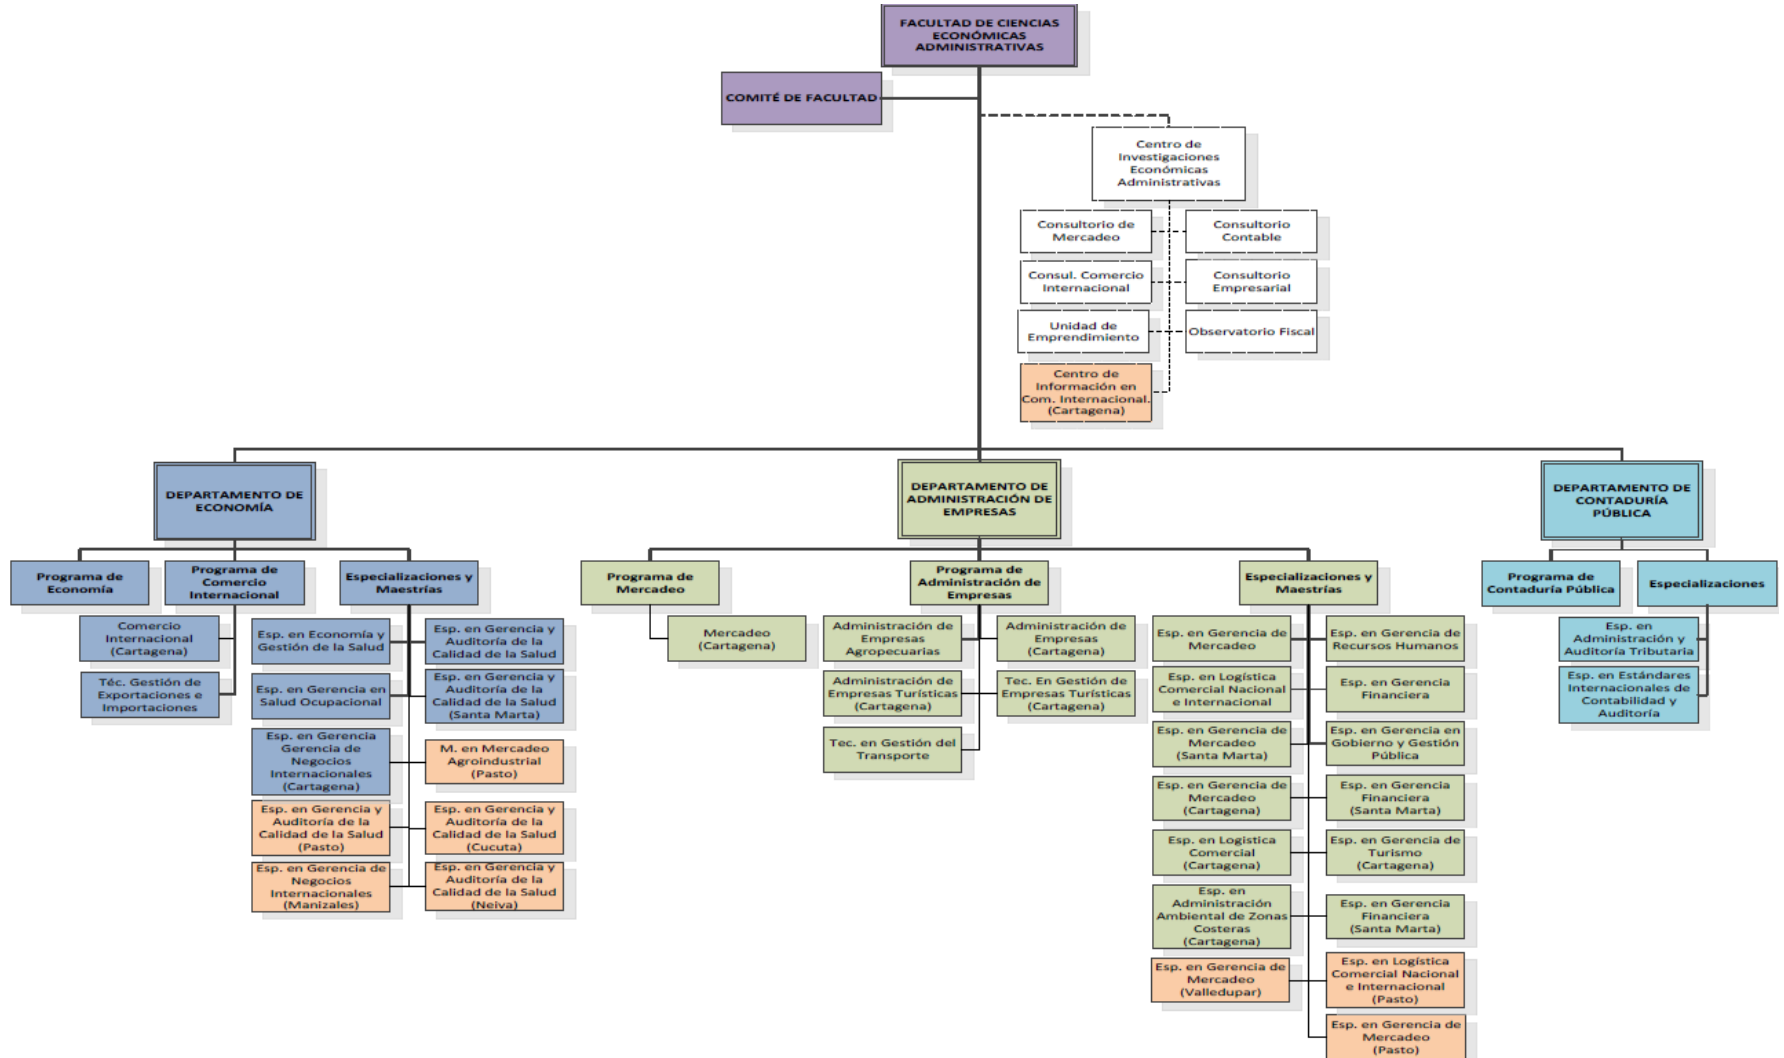 FACULTAD DE CIENCIAS
ECONÓMICAS
ADMINISTRATIVAS
COMITÉ DE FACULTAD
Centro de
Investigaciones
Económicas
Administrativas
Consultorio de
Mercadeo
Consultorio
Contable
Consul. Comercio
Internacional
Consultorio
Empresarial
Unidad de
Emprendimiento
Observatorio Fiscal
Centro de
Información en
Com. Internacional.
(Cartagena)
DEPARTAMENTO DE
ECONOMÍA
DEPARTAMENTO DE
ADMINISTRACIÓN DE
EMPRESAS
DEPARTAMENTO DE
CONTADURÍA
PÚBLICA
Programa de
Economía
Programa de
Comercio
Internacional
Especializaciones y
Maestrías
Comercio
Internacional
(Cartagena)
Téc. Gestión de
Exportaciones e
Importaciones
Esp. en Economía y
Gestión de la Salud
Esp. en Gerencia y
Auditoría de la
Calidad de la Salud
Esp. en Gerencia en
Salud Ocupacional
Esp. en Gerencia y
Auditoría de la
Calidad de la Salud
(Santa Marta)
Esp. en Gerencia
Gerencia de
Negocios
Internacionales
(Cartagena)
M. en Mercadeo
Agroindustrial
(Pasto)
Esp. en Gerencia y
Auditoría de la
Calidad de la Salud
(Pasto)
Esp. en Gerencia y
Auditoría de la
Calidad de la Salud
(Cucuta)
Esp. en Gerencia de
Negocios
Internacionales
(Manizales)
Esp. en Gerencia y
Auditoría de la
Calidad de la Salud
(Neiva)
Programa de
Mercadeo
Programa de
Administración de
Empresas
Especializaciones y
Maestrías
Mercadeo
(Cartagena)
Administración de
Empresas
Agropecuarias
Administración de
Empresas
(Cartagena)
Administración de
Empresas Turísticas
(Cartagena)
Tec. En Gestión de
Empresas Turísticas
(Cartagena)
Tec. en Gestión del
Transporte
Esp. en Gerencia de
Mercadeo
Esp. en Gerencia de
Recursos Humanos
Esp. en Logística
Comercial Nacional
e Internacional
Esp. en Gerencia
Financiera
Esp. en Gerencia de
Mercadeo
(Santa Marta)
Esp. en Gerencia en
Gobierno y Gestión
Pública
Esp. en Gerencia de
Mercadeo
(Cartagena)
Esp. en Gerencia
Financiera
(Santa Marta)
Esp. en Logística
Comercial
(Cartagena)
Esp. en Gerencia de
Turismo
(Cartagena)
Esp. en
Administración
Ambiental de Zonas
Costeras
(Cartagena)
Esp. en Gerencia
Financiera
(Santa Marta)
Esp. en Gerencia de
Mercadeo
(Valledupar)
Esp. en Logística
Comercial Nacional
e Internacional
(Pasto)
Esp. en Gerencia de
Mercadeo
(Pasto)
Programa de
Contaduría Pública
Especializaciones
Esp. en
Administración y
Auditoría Tributaria
Esp. en Estándares
Internacionales de
Contabilidad y
Auditoría